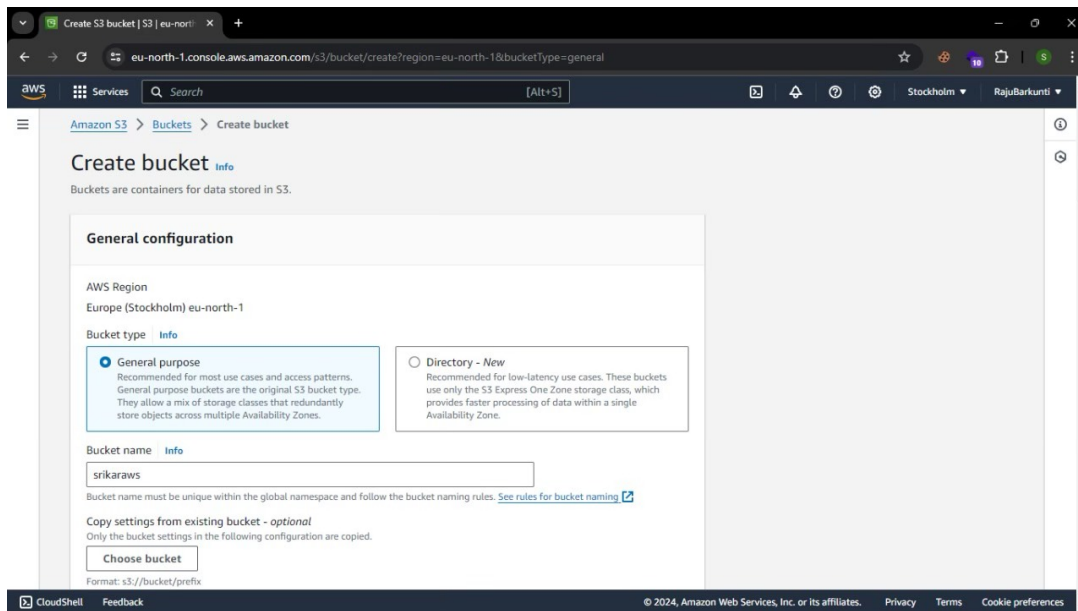 Create S3 bucket | S3 | eu-nort
eu-north-1.console.aws.amazon.com/s3/bucket/create?region=eu-north-1&bucketType=general
10
S
aws
Services
Search
[Alt+S]
Stockholm
RajuBarkunti
Amazon S3 > Buckets > Create bucket
Create bucket Info
Buckets are containers for data stored in S3.
General configuration
AWS Region
Europe (Stockholm) eu-north-1
Bucket type Info
General purpose
Recommended for most use cases and access patterns.
General purpose buckets are the original S3 bucket type.
They allow a mix of storage classes that redundantly
store objects across multiple Availability Zones.
Directory - New
Recommended for low-latency use cases. These buckets
use only the S3 Express One Zone storage class, which
provides faster processing of data within a single
Availability Zone.
Bucket name Info
srikaraws
Bucket name must be unique within the global namespace and follow the bucket naming rules. See rules for bucket naming
Copy settings from existing bucket - optional
Only the bucket settings in the following configuration are copied.
Choose bucket
Format: s3://bucket/prefix
CloudShell Feedback © 2024, Amazon Web Services, Inc. or its affiliates. Privacy Terms Cookie preferences